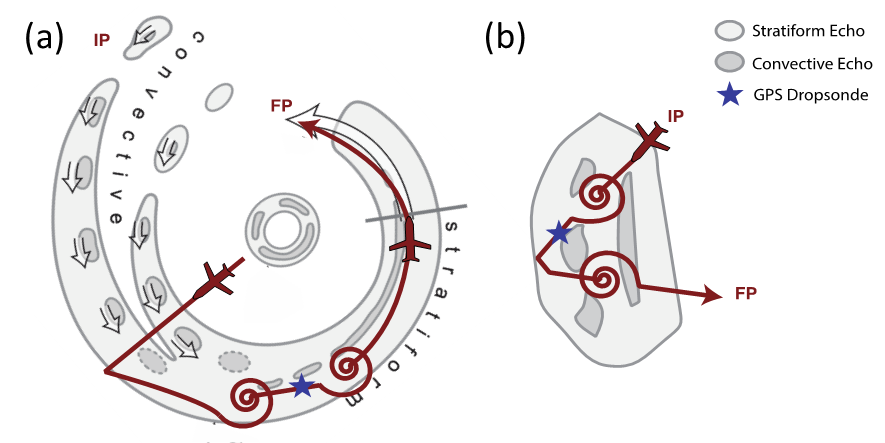 (a)
IP
convective
FP
stratiform
(b)
IP
FP
Stratiform Echo
Convective Echo
GPS Dropsonde